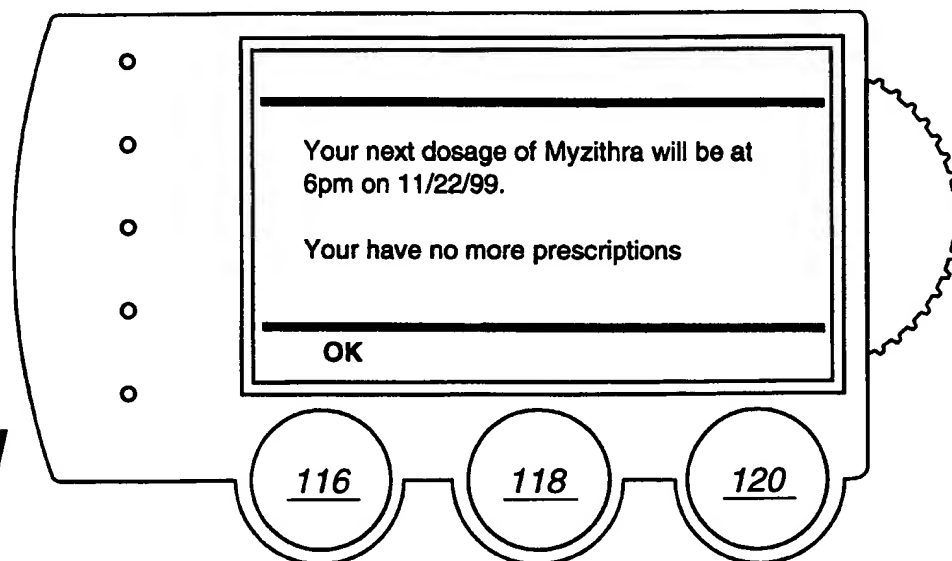 Your next dosage of Myzithra will be at
6pm on 11/22/99.
Your have no more prescriptions
OK
116 118 120